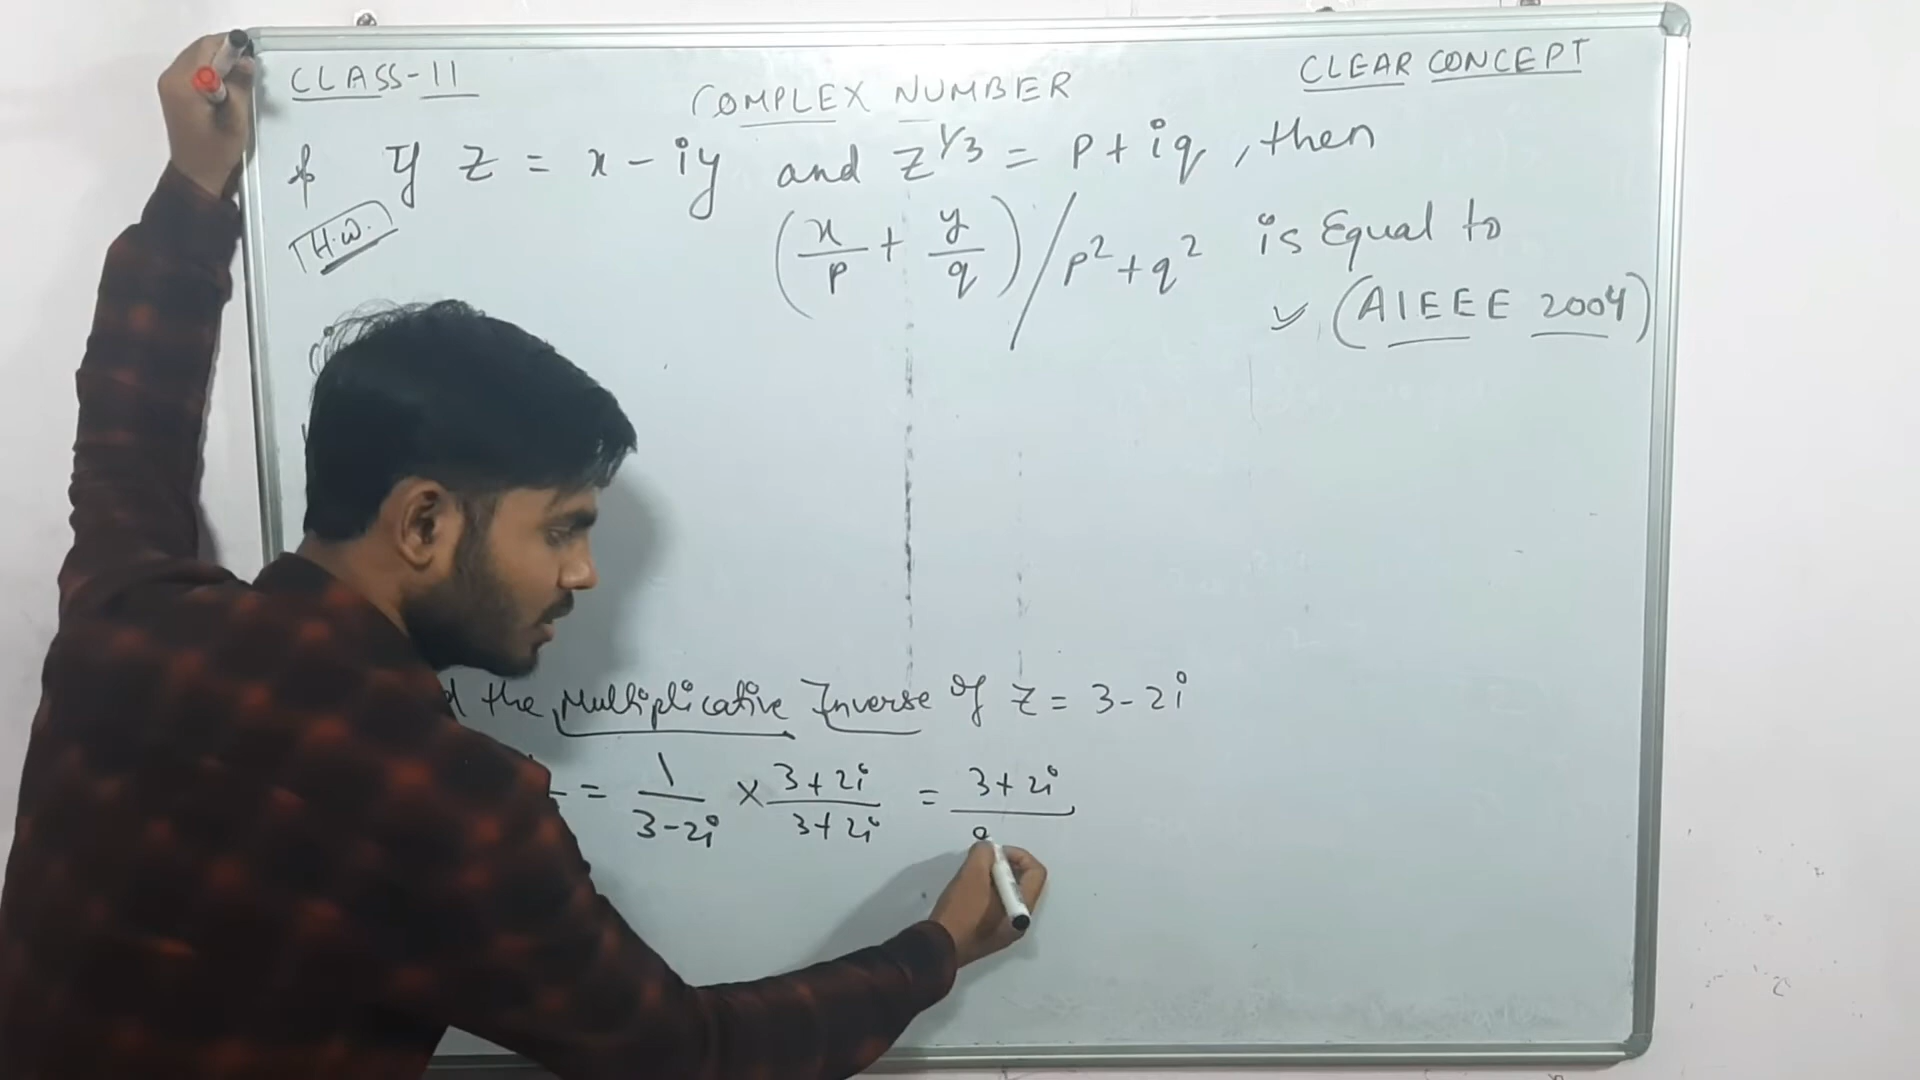 CLASS-11
COMPLEX NUMBER
CLEAR CONCEPT
If z = x - iy and z^1/3 = p + iq, then
H.W.
(x/p + y/q) / p² + q² is Equal to
(AIEEE 2004)
the Multiplicative Inverse of z = 3 - 2i
= 1/(3-2i) × (3+2i)/(3+2i) = (3+2i)/